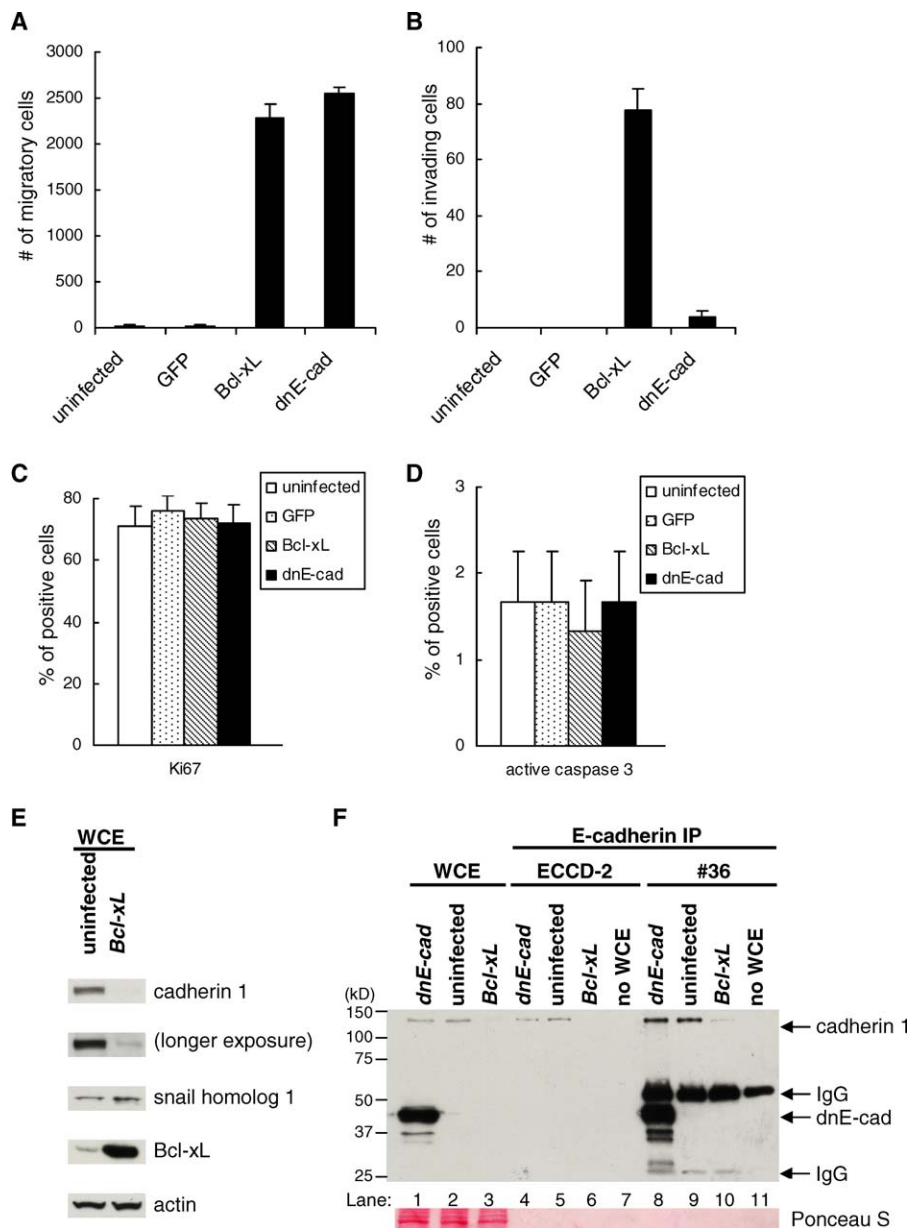 A
3000
2500
2000
1500
1000
500
0
# of migratory cells
uninfected
GFP
Bcl-xL
dnE-cad
B
100
80
60
40
20
0
# of invading cells
uninfected
GFP
Bcl-xL
dnE-cad
C
80
60
40
20
0
% of positive cells
uninfected
GFP
Bcl-xL
dnE-cad
Ki67
D
3
2
1
0
% of positive cells
uninfected
GFP
Bcl-xL
dnE-cad
active caspase 3
E
WCE
uninfected
Bcl-xL
cadherin 1
(longer exposure)
snail homolog 1
Bcl-xL
actin
F
E-cadherin IP
WCE ECCD-2 #36
dnE-cad uninfected Bcl-xL dnE-cad uninfected Bcl-xL no WCE dnE-cad uninfected Bcl-xL no WCE
(kD)
150
100
75
50
37
25
cadherin 1
IgG
dnE-cad
IgG
Lane: 1 2 3 4 5 6 7 8 9 10 11
Ponceau S